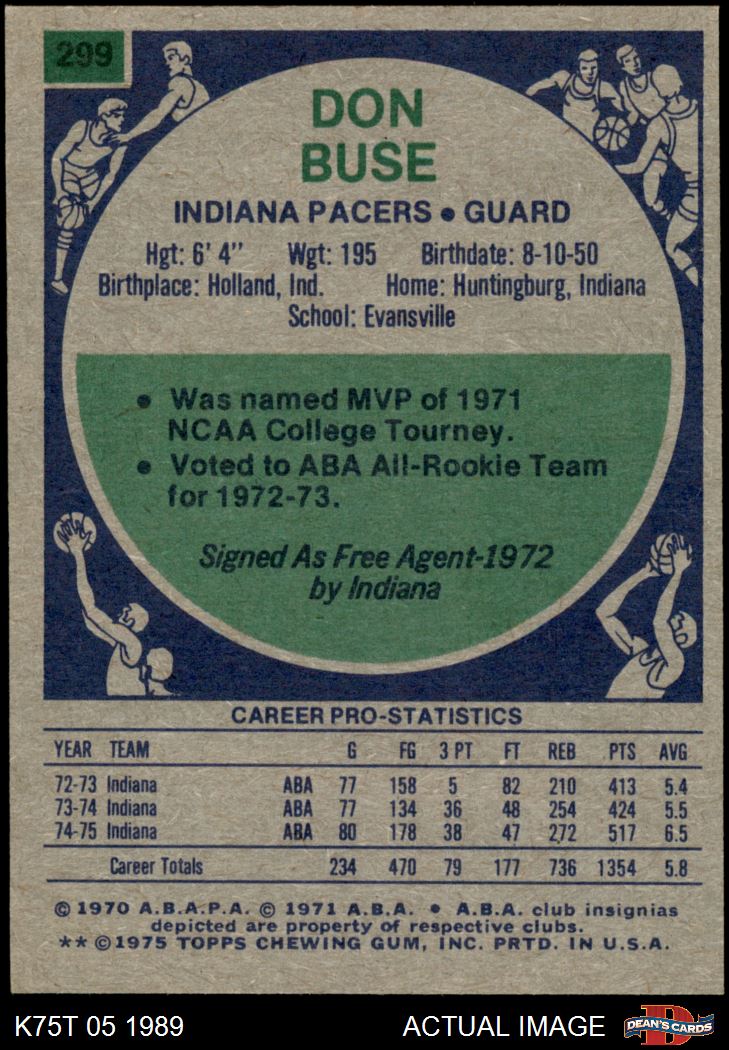 299
DON
BUSE
INDIANA PACERS ● GUARD
Hgt: 6' 4" Wgt: 195 Birthdate: 8-10-50
Birthplace: Holland, Ind. Home: Huntingburg, Indiana
School: Evansville
● Was named MVP of 1971
NCAA College Tourney.
● Voted to ABA All-Rookie Team
for 1972-73.
Signed As Free Agent-1972
by Indiana
CAREER PRO-STATISTICS
YEAR TEAM G FG 3 PT FT REB PTS AVG
72-73 Indiana ABA 77 158 5 82 210 413 5.4
73-74 Indiana ABA 77 134 36 48 254 424 5.5
74-75 Indiana ABA 80 178 38 47 272 517 6.5
Career Totals 234 470 79 177 736 1354 5.8
© 1970 A.B.A.P.A. © 1971 A.B.A. ● A.B.A. club insignias
depicted are property of respective clubs.
** © 1975 TOPPS CHEWING GUM, INC. PRTD. IN U.S.A.
K75T 05 1989 ACTUAL IMAGE
D
DEAN'S CARDS